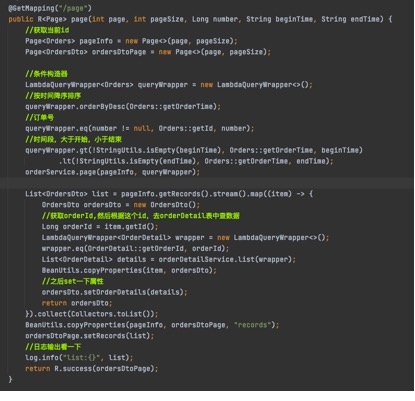 @GetMapping("/page")
public R<Page> page(int page, int pageSize, Long number, String beginTime, String endTime) {
//获取当前id
Page<Orders> pageInfo = new Page<>(page, pageSize);
Page<OrdersDto> ordersDtoPage = new Page<>(page, pageSize);
//条件构造器
LambdaQueryWrapper<Orders> queryWrapper = new LambdaQueryWrapper<>();
//按时间降序排序
queryWrapper.orderByDesc(Orders::getOrderTime);
//订单号
queryWrapper.eq(number != null, Orders::getId, number);
//时间段, 大于开始, 小于结束
queryWrapper.gt(!StringUtils.isEmpty(beginTime), Orders::getOrderTime, beginTime)
.lt(!StringUtils.isEmpty(endTime), Orders::getOrderTime, endTime);
orderService.page(pageInfo, queryWrapper);
List<OrdersDto> list = pageInfo.getRecords().stream().map((item) -> {
OrdersDto ordersDto = new OrdersDto();
//获取orderId,然后根据这个id, 去orderDetail表中查数据
Long orderId = item.getId();
LambdaQueryWrapper<OrderDetail> wrapper = new LambdaQueryWrapper<>();
wrapper.eq(OrderDetail::getOrderId, orderId);
List<OrderDetail> details = orderDetailService.list(wrapper);
BeanUtils.copyProperties(item, ordersDto);
//之后set一下属性
ordersDto.setOrderDetails(details);
return ordersDto;
}).collect(Collectors.toList());
BeanUtils.copyProperties(pageInfo, ordersDtoPage, "records");
ordersDtoPage.setRecords(list);
//日志输出看一下
log.info("list:{}", list);
return R.success(ordersDtoPage);
}